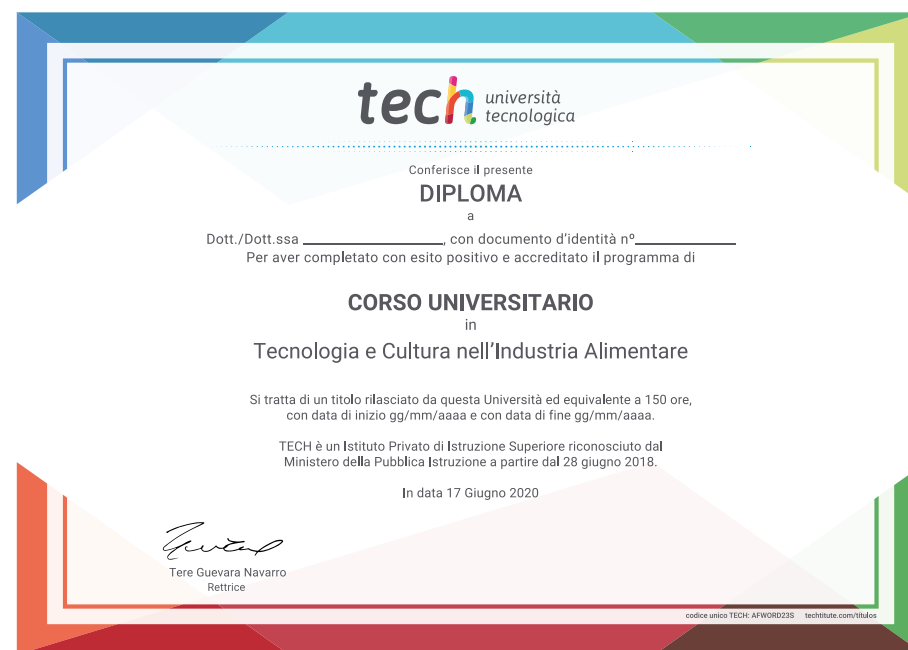 tech università
tecnologica
Conferisce il presente
DIPLOMA
a
Dott./Dott.ssa ____________________, con documento d'identità nº______________
Per aver completato con esito positivo e accreditato il programma di
CORSO UNIVERSITARIO
in
Tecnologia e Cultura nell'Industria Alimentare
Si tratta di un titolo rilasciato da questa Università ed equivalente a 150 ore,
con data di inizio gg/mm/aaaa e con data di fine gg/mm/aaaa.
TECH è un Istituto Privato di Istruzione Superiore riconosciuto dal
Ministero della Pubblica Istruzione a partire dal 28 giugno 2018.
In data 17 Giugno 2020
Tere Guevara Navarro
Rettrice
codice unico TECH: AFWORD23S techtitute.com/titulos